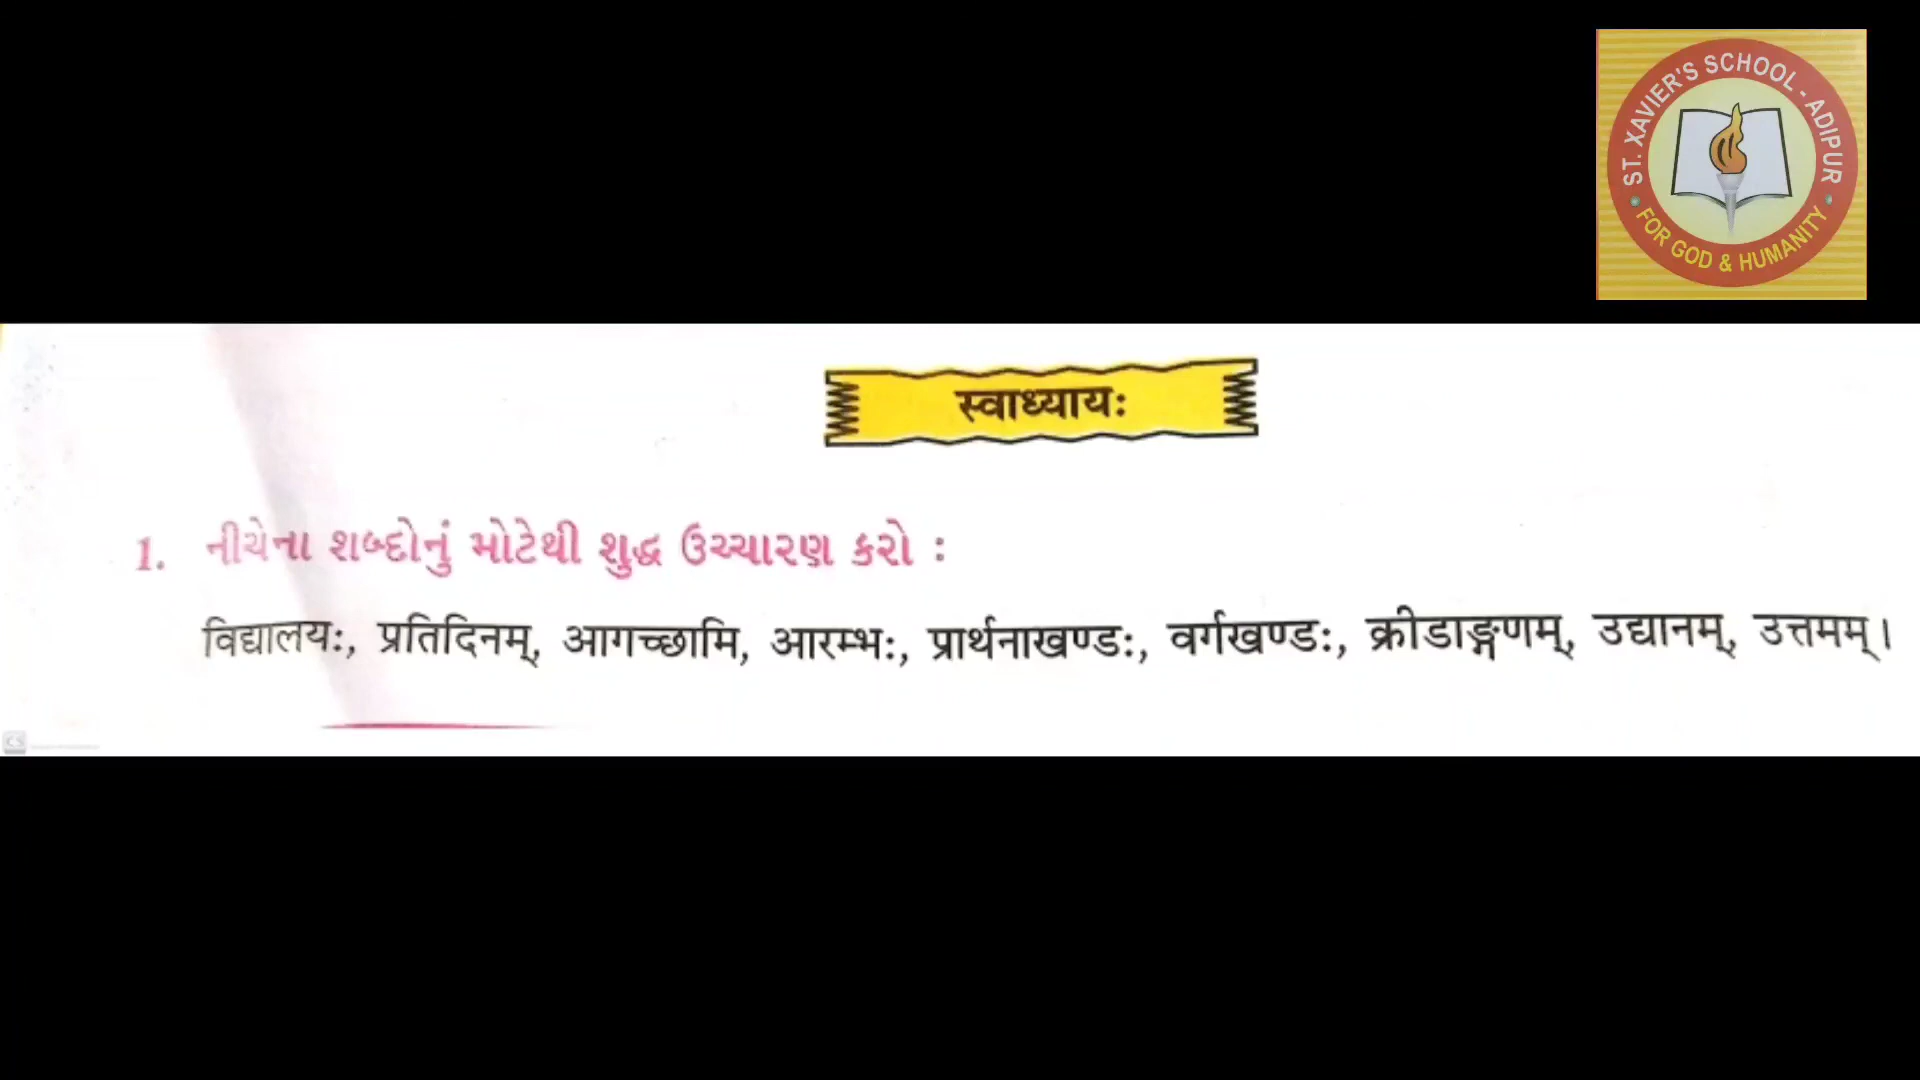 ST. XAVIER'S SCHOOL - ADIPUR
• FOR GOD & HUMANITY •
स्वाध्यायः
1. નીચેના શબ્દોનું મોટેથી શુદ્ધ ઉચ્ચારણ કરો :
विद्यालयः, प्रतिदिनम्, आगच्छामि, आरम्भः, प्रार्थनाखण्डः, वर्गखण्डः, क्रीडाङ्गणम्, उद्यानम्, उत्तमम्।
CS